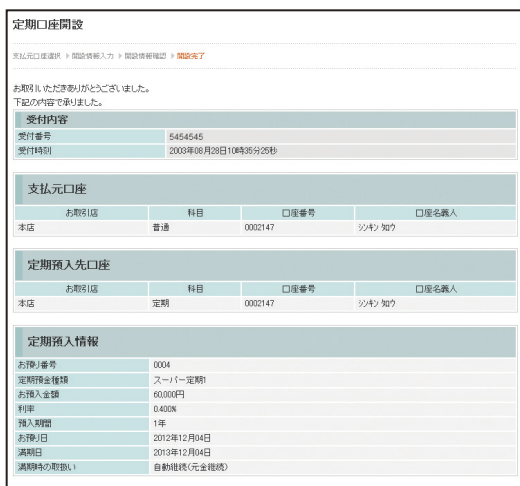 定期口座開設
支払元口座選択 ▶ 開設情報入力 ▶ 開設情報確認 ▶ 開設完了
お取引いただきありがとうございました。
下記の内容で承りました。
受付内容
受付番号 5454545
受付時刻 2003年08月28日10時35分25秒
支払元口座
お取引店 科目 口座番号 口座名義人
本店 普通 0002147 シンキン タロウ
定期預入先口座
お取引店 科目 口座番号 口座名義人
本店 定期 0002147 シンキン タロウ
定期預入情報
お預り番号 0004
定期預金種類 スーパー定期1
お預入金額 60,000円
利率 0.400%
預入期間 1年
お預り日 2012年12月04日
満期日 2013年12月04日
満期時の取扱い 自動継続(元金継続)